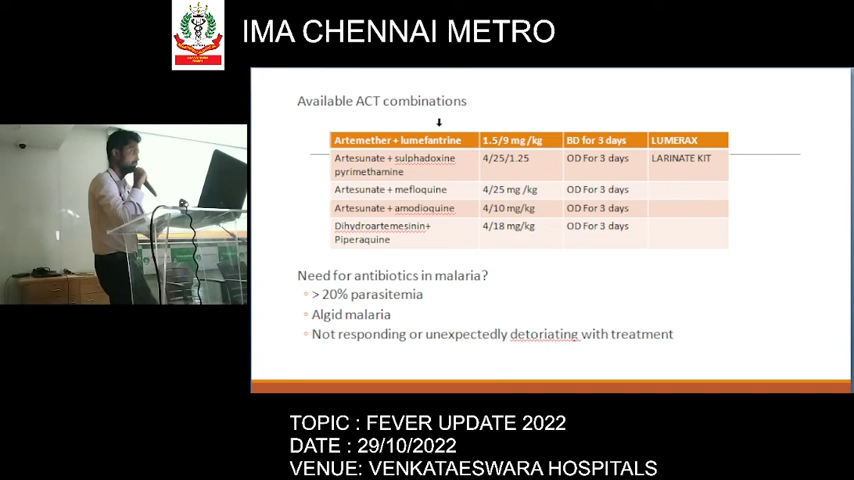 IMA CHENNAI METRO
Available ACT combinations
Artemether + lumefantrine 1.5/9 mg/kg BD for 3 days LUMERAX
Artesunate + sulphadoxine 4/25/1.25 OD For 3 days LARINATE KIT
pyrimethamine
Artesunate + mefloquine 4/25 mg /kg OD For 3 days
Artesunate + amodioquine 4/10 mg/kg OD For 3 days
Dihydroartemesinin+ 4/18 mg/kg OD For 3 days
Piperaquine
Need for antibiotics in malaria?
> 20% parasitemia
Algid malaria
Not responding or unexpectedly detoriating with treatment
TOPIC : FEVER UPDATE 2022
DATE : 29/10/2022
VENUE: VENKATAESWARA HOSPITALS